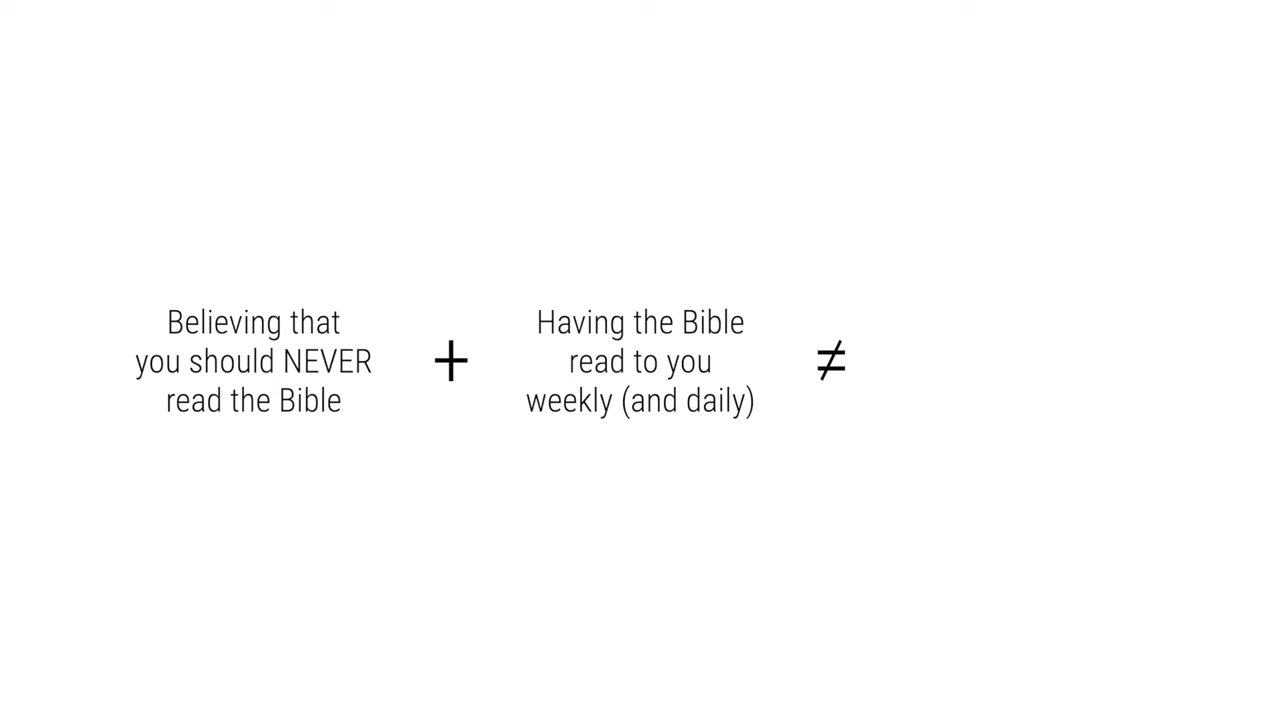 Believing that
you should NEVER
read the Bible
+
Having the Bible
read to you
weekly (and daily)
≠